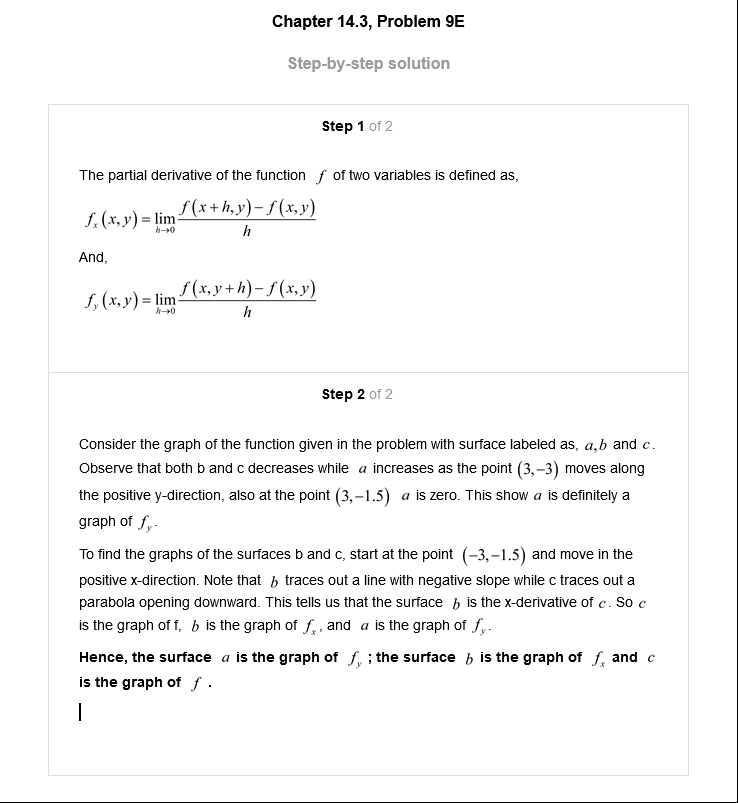 Chapter 14.3, Problem 9E
Step-by-step solution
Step 1 of 2
The partial derivative of the function f of two variables is defined as,
f_x (x, y) = lim_{h→0} \frac{f(x+h, y) − f(x, y)}{h}
And,
f_y (x, y) = lim_{h→0} \frac{f(x, y+h) − f(x, y)}{h}
Step 2 of 2
Consider the graph of the function given in the problem with surface labeled as, a,b and c.
Observe that both b and c decreases while a increases as the point (3,−3) moves along
the positive y-direction, also at the point (3,−1.5) a is zero. This show a is definitely a
graph of f_y.
To find the graphs of the surfaces b and c, start at the point (−3,−1.5) and move in the
positive x-direction. Note that b traces out a line with negative slope while c traces out a
parabola opening downward. This tells us that the surface b is the x-derivative of c. So c
is the graph of f, b is the graph of f_x, and a is the graph of f_y.
Hence, the surface a is the graph of f_y ; the surface b is the graph of f_x and c
is the graph of f .